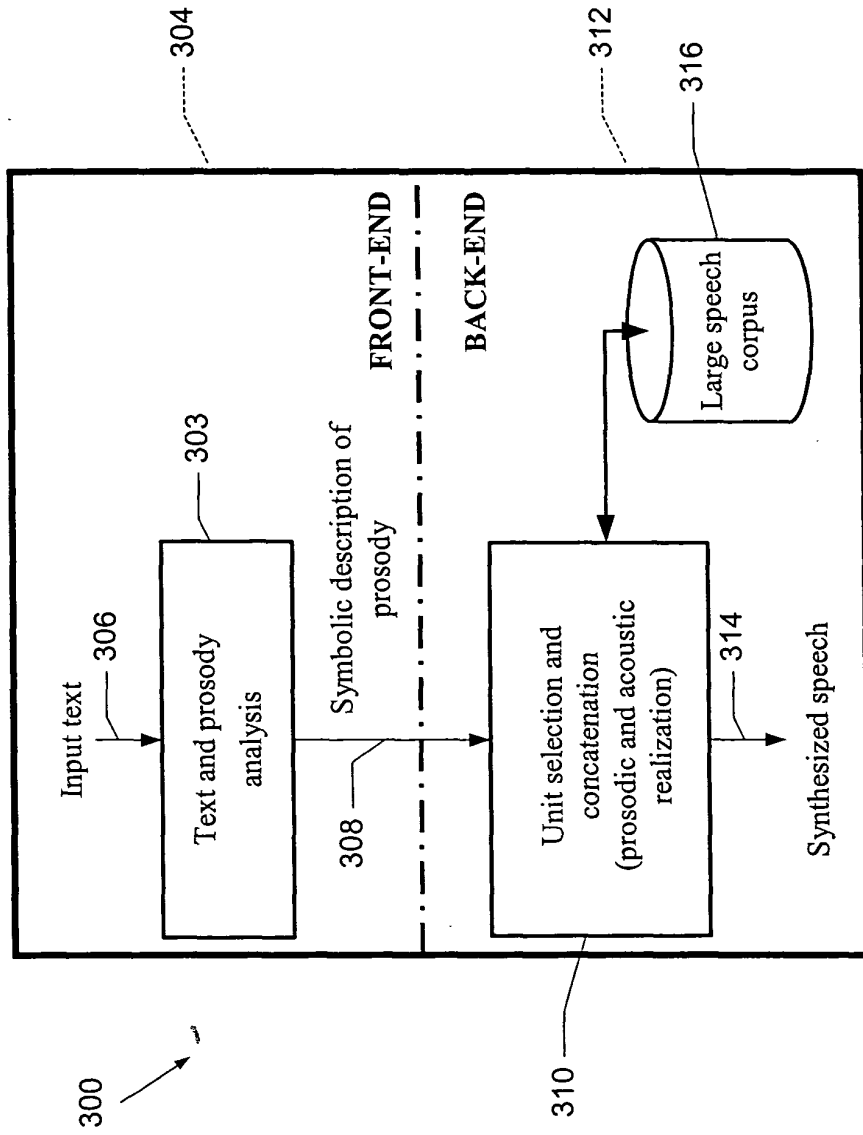 300
304
Input text
306
303
Text and prosody
analysis
Symbolic description of
prosody
308
FRONT-END
BACK-END
312
310
Unit selection and
concatenation
(prosodic and acoustic
realization)
316
Large speech
corpus
314
Synthesized speech